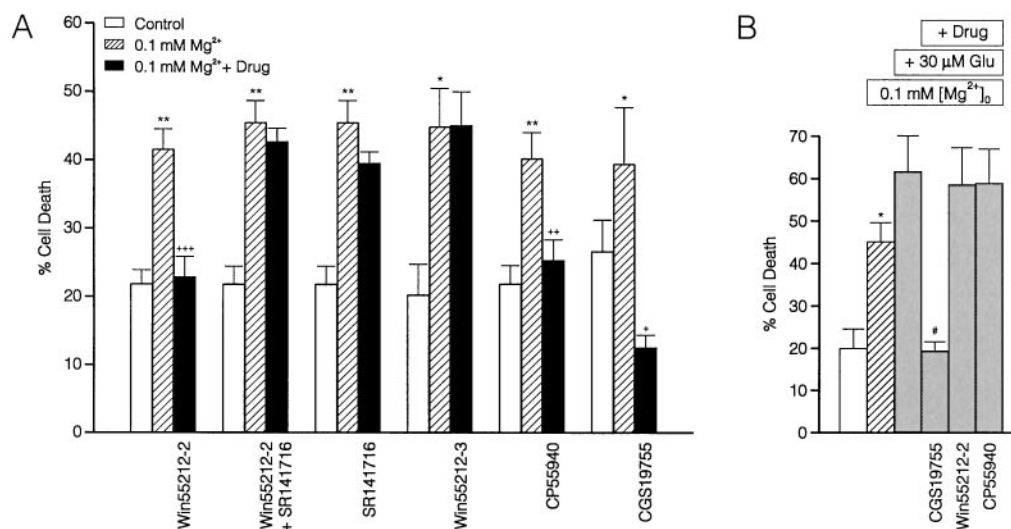 A
Control
0.1 mM Mg²⁺
0.1 mM Mg²⁺ + Drug
% Cell Death
60
50
40
30
20
10
0
**
+++
**
**
*
**
++
*
+
Win55212-2
Win55212-2
+ SR141716
SR141716
Win55212-3
CP55940
CGS19755
B
+ Drug
+ 30 µM Glu
0.1 mM [Mg²⁺]₀
% Cell Death
70
60
50
40
30
20
10
0
*
#
CGS19755
Win55212-2
CP55940